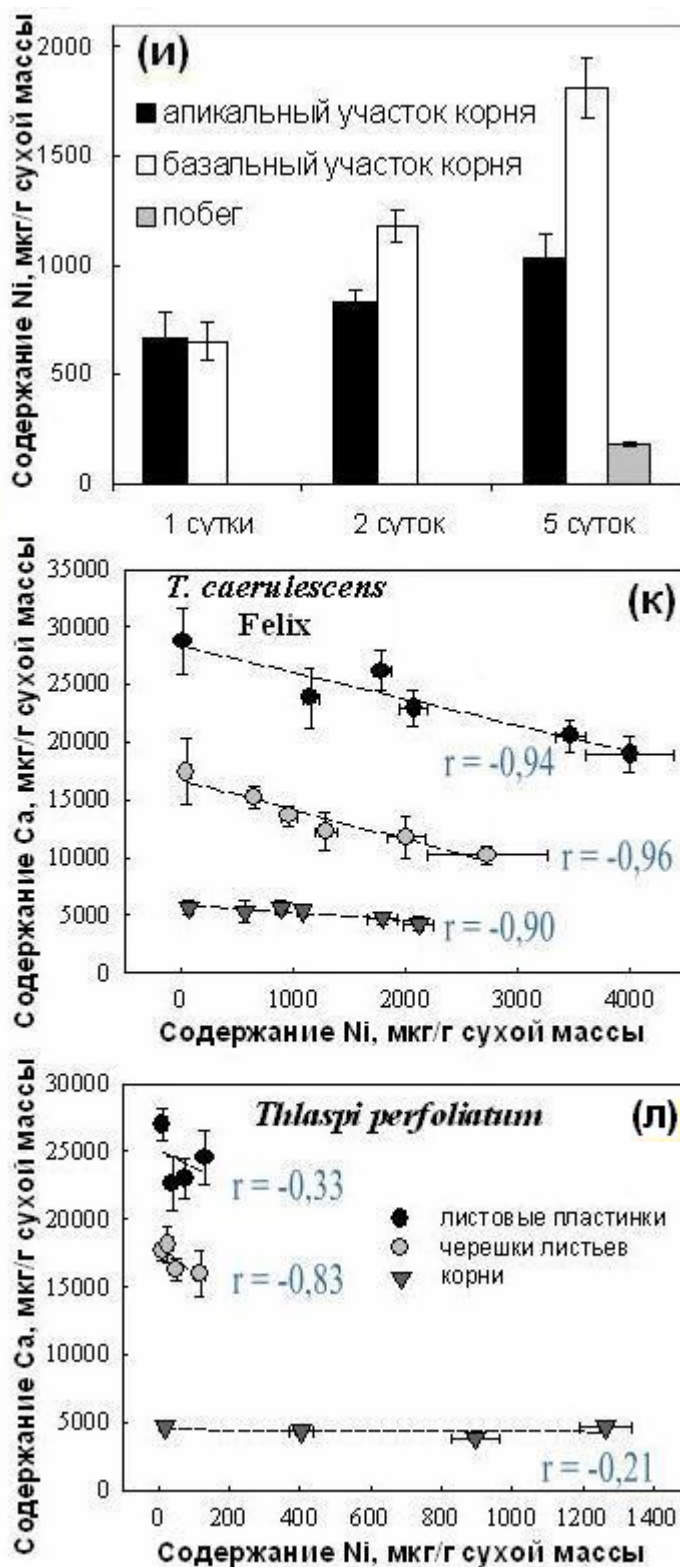 (и)
2000
1500
1000
500
0
Содержание Ni, мкг/г сухой массы
апикальный участок корня
базальный участок корня
побег
1 сутки 2 суток 5 суток
(к)
T. caerulescens
Felix
35000
30000
25000
20000
15000
10000
5000
0
Содержание Ca, мкг/г сухой массы
r = -0,94
r = -0,96
r = -0,90
0 1000 2000 3000 4000
Содержание Ni, мкг/г сухой массы
Thlaspi perfoliatum (л)
30000
25000
20000
15000
10000
5000
0
Содержание Ca, мкг/г сухой массы
r = -0,33
r = -0,83
листовые пластинки
черешки листьев
корни
r = -0,21
0 200 400 600 800 1000 1200 1400
Содержание Ni, мкг/г сухой массы